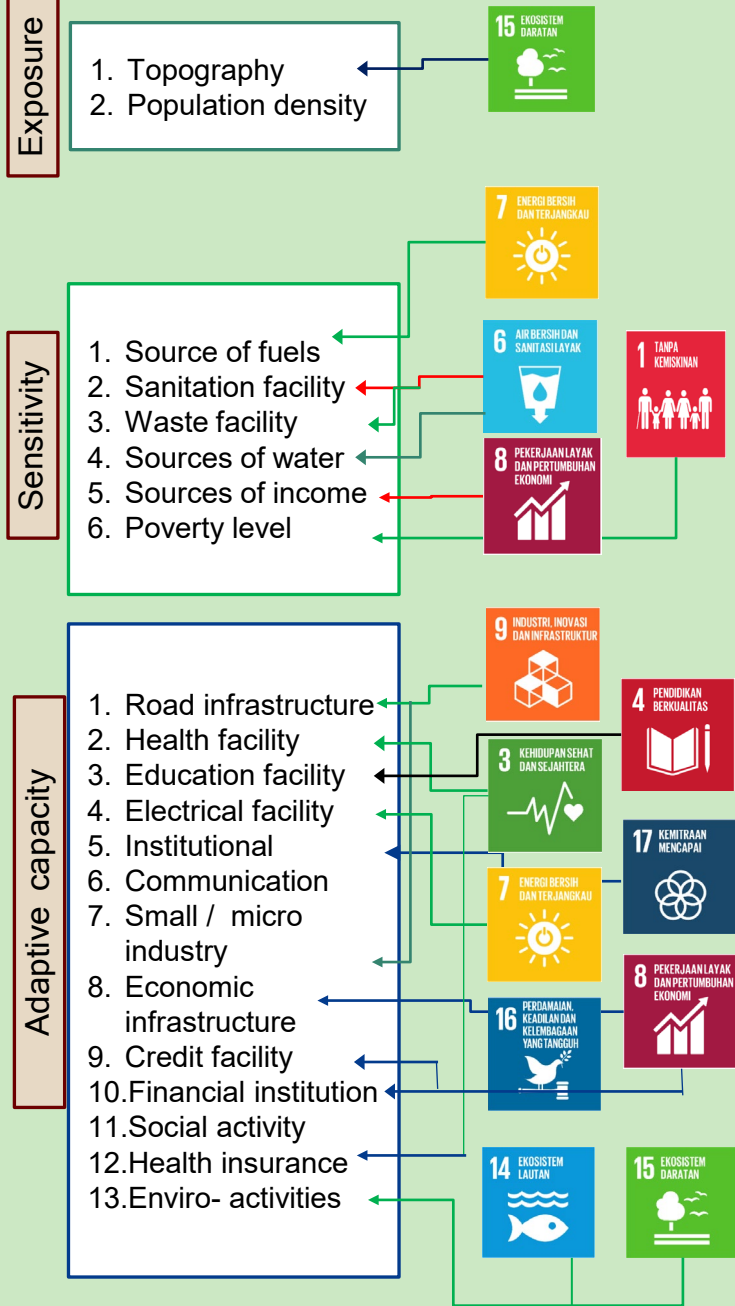 Exposure
1. Topography
2. Population density
15 EKOSISTEM
DARATAN
Sensitivity
1. Source of fuels
2. Sanitation facility
3. Waste facility
4. Sources of water
5. Sources of income
6. Poverty level
7 ENERGI BERSIH
DAN TERJANGKAU
6 AIR BERSIH DAN
SANITASI LAYAK
1 TANPA
KEMISKINAN
8 PEKERJAAN LAYAK
DAN PERTUMBUHAN
EKONOMI
Adaptive capacity
1. Road infrastructure
2. Health facility
3. Education facility
4. Electrical facility
5. Institutional
6. Communication
7. Small / micro
industry
8. Economic
infrastructure
9. Credit facility
10.Financial institution
11.Social activity
12.Health insurance
13.Enviro- activities
9 INDUSTRI, INOVASI
DAN INFRASTRUKTUR
4 PENDIDIKAN
BERKUALITAS
3 KEHIDUPAN SEHAT
DAN SEJAHTERA
17 KEMITRAAN
MENCAPAI
7 ENERGI BERSIH
DAN TERJANGKAU
8 PEKERJAAN LAYAK
DAN PERTUMBUHAN
EKONOMI
16 PERDAMAIAN,
KEADILAN DAN
KELEMBAGAAN
YANG TANGGUH
14 EKOSISTEM
LAUTAN
15 EKOSISTEM
DARATAN